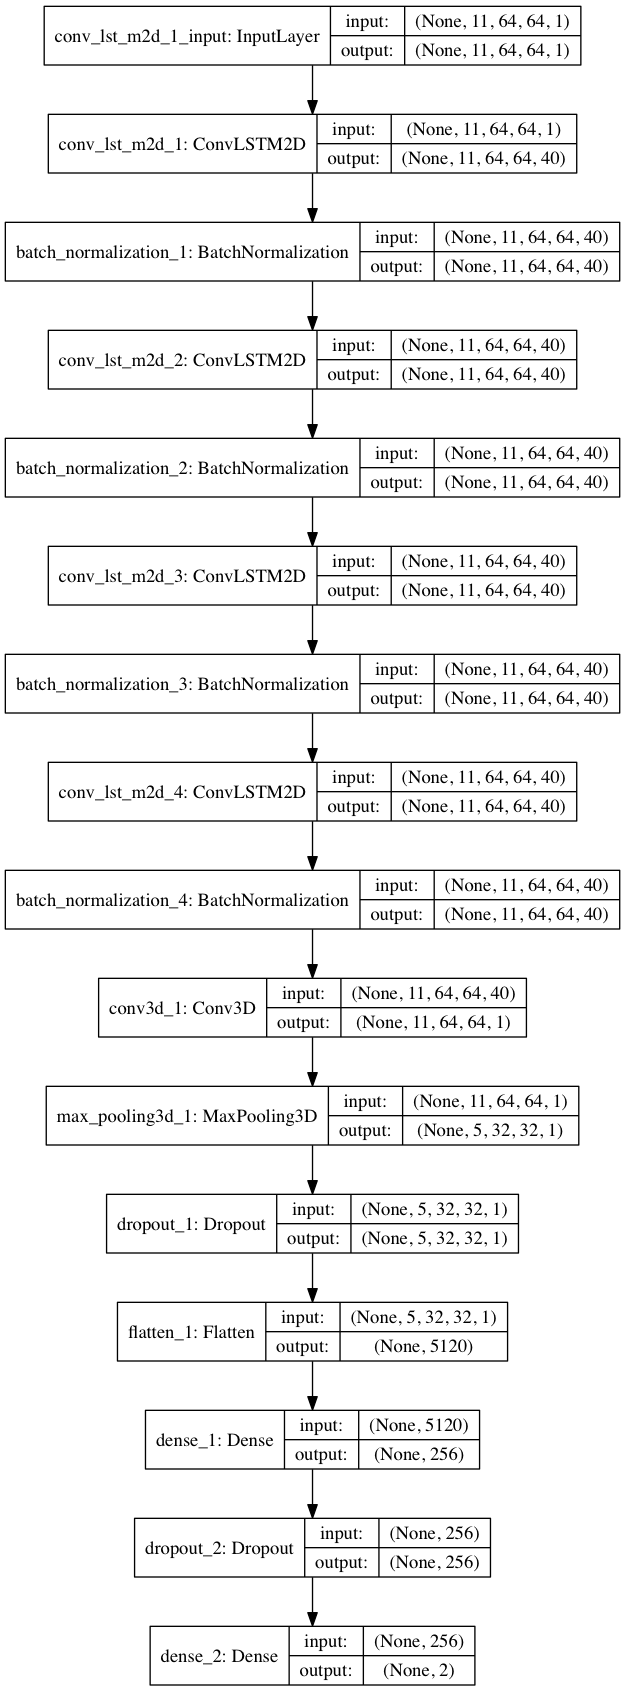 conv_lst_m2d_1_input: InputLayer input: (None, 11, 64, 64, 1)
output: (None, 11, 64, 64, 1)
conv_lst_m2d_1: ConvLSTM2D input: (None, 11, 64, 64, 1)
output: (None, 11, 64, 64, 40)
batch_normalization_1: BatchNormalization input: (None, 11, 64, 64, 40)
output: (None, 11, 64, 64, 40)
conv_lst_m2d_2: ConvLSTM2D input: (None, 11, 64, 64, 40)
output: (None, 11, 64, 64, 40)
batch_normalization_2: BatchNormalization input: (None, 11, 64, 64, 40)
output: (None, 11, 64, 64, 40)
conv_lst_m2d_3: ConvLSTM2D input: (None, 11, 64, 64, 40)
output: (None, 11, 64, 64, 40)
batch_normalization_3: BatchNormalization input: (None, 11, 64, 64, 40)
output: (None, 11, 64, 64, 40)
conv_lst_m2d_4: ConvLSTM2D input: (None, 11, 64, 64, 40)
output: (None, 11, 64, 64, 40)
batch_normalization_4: BatchNormalization input: (None, 11, 64, 64, 40)
output: (None, 11, 64, 64, 40)
conv3d_1: Conv3D input: (None, 11, 64, 64, 40)
output: (None, 11, 64, 64, 1)
max_pooling3d_1: MaxPooling3D input: (None, 11, 64, 64, 1)
output: (None, 5, 32, 32, 1)
dropout_1: Dropout input: (None, 5, 32, 32, 1)
output: (None, 5, 32, 32, 1)
flatten_1: Flatten input: (None, 5, 32, 32, 1)
output: (None, 5120)
dense_1: Dense input: (None, 5120)
output: (None, 256)
dropout_2: Dropout input: (None, 256)
output: (None, 256)
dense_2: Dense input: (None, 256)
output: (None, 2)